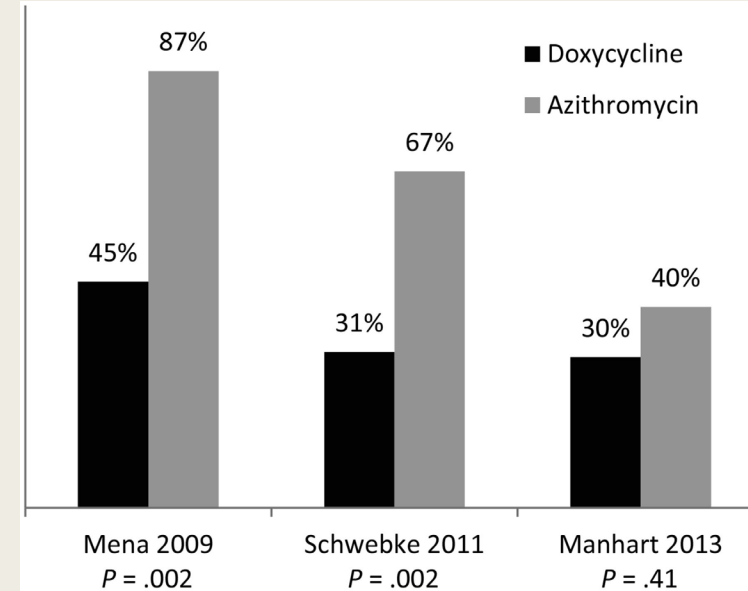 87%
Doxycycline
Azithromycin
67%
45%
40%
31%
30%
Mena 2009
P = .002
Schwebke 2011
P = .002
Manhart 2013
P = .41